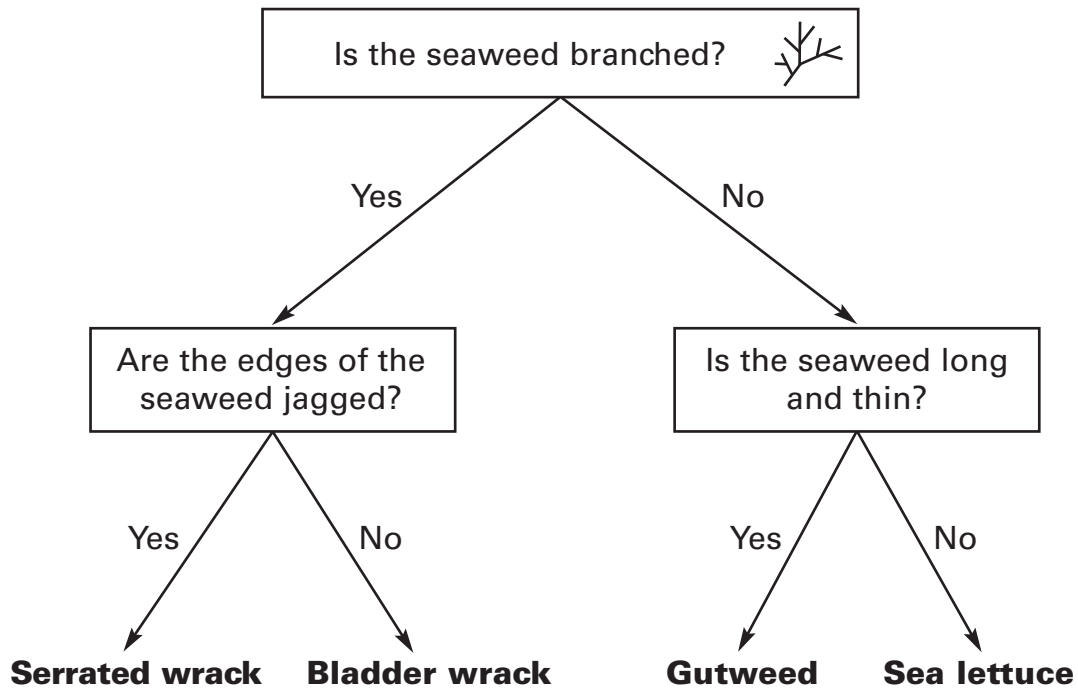 Is the seaweed branched?
Yes
No
Are the edges of the
seaweed jagged?
Is the seaweed long
and thin?
Yes
No
Yes
No
Serrated wrack
Bladder wrack
Gutweed
Sea lettuce